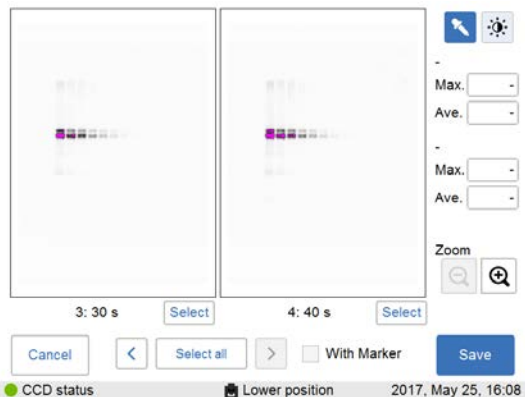 -
Max. -
Ave. -
-
Max. -
Ave. -
Zoom
3: 30 s Select 4: 40 s Select
Cancel < Select all > With Marker Save
CCD status Lower position 2017, May 25, 16:08